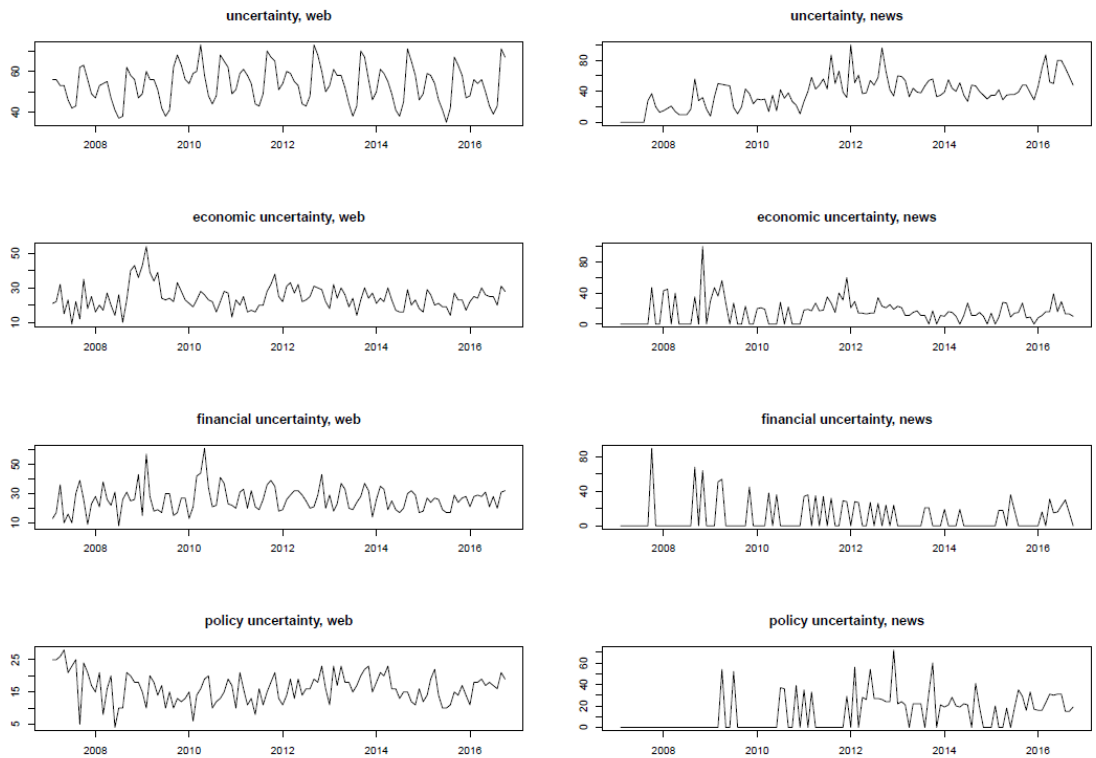 uncertainty, web
60
40
2008 2010 2012 2014 2016
uncertainty, news
80
40
0
2008 2010 2012 2014 2016
economic uncertainty, web
50
30
10
2008 2010 2012 2014 2016
economic uncertainty, news
80
40
0
2008 2010 2012 2014 2016
financial uncertainty, web
50
30
10
2008 2010 2012 2014 2016
financial uncertainty, news
80
40
0
2008 2010 2012 2014 2016
policy uncertainty, web
25
15
5
2008 2010 2012 2014 2016
policy uncertainty, news
60
40
20
0
2008 2010 2012 2014 2016